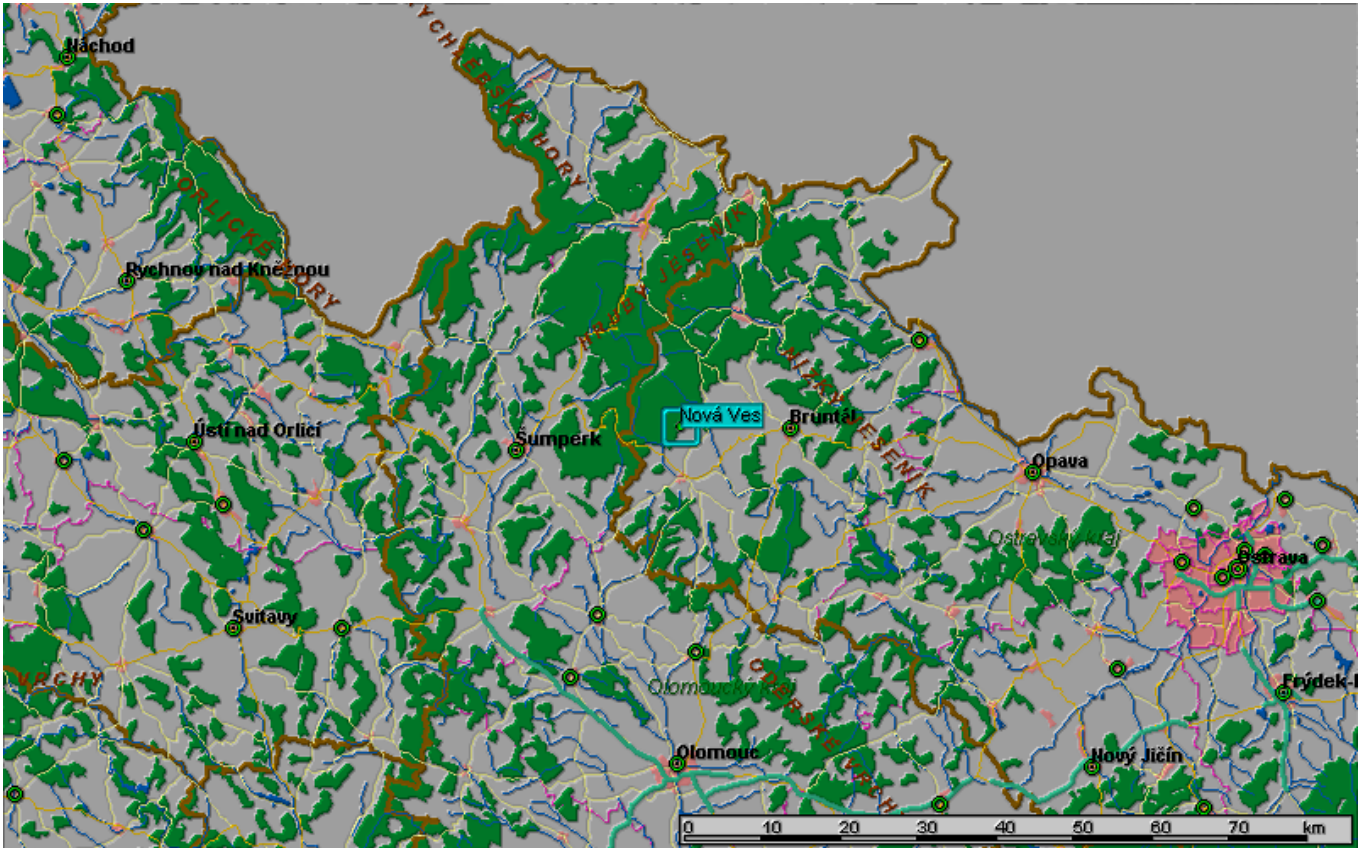 Náchod
RYCHLEBSKÉ HORY
ORLICKÉ HORY
Rychnov nad Kněžnou
HRUBÝ JESENÍK
NÍZKÝ JESENÍK
Nová Ves
Bruntál
Ústí nad Orlicí
Šumperk
Opava
Ostravský kraj
Ostrava
Svitavy
VRCHY
Olomoucký kraj
ODERSKÉ VRCHY
Frýdek-
Olomouc
Nový Jičín
0 10 20 30 40 50 60 70 km